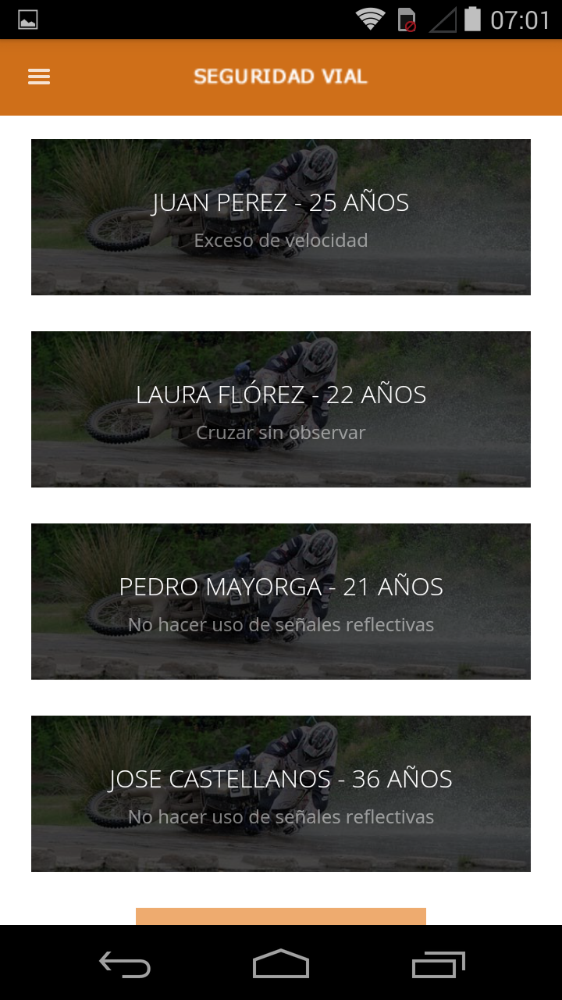 07:01
SEGURIDAD VIAL
JUAN PEREZ - 25 AÑOS
Exceso de velocidad
LAURA FLÓREZ - 22 AÑOS
Cruzar sin observar
PEDRO MAYORGA - 21 AÑOS
No hacer uso de señales reflectivas
JOSE CASTELLANOS - 36 AÑOS
No hacer uso de señales reflectivas